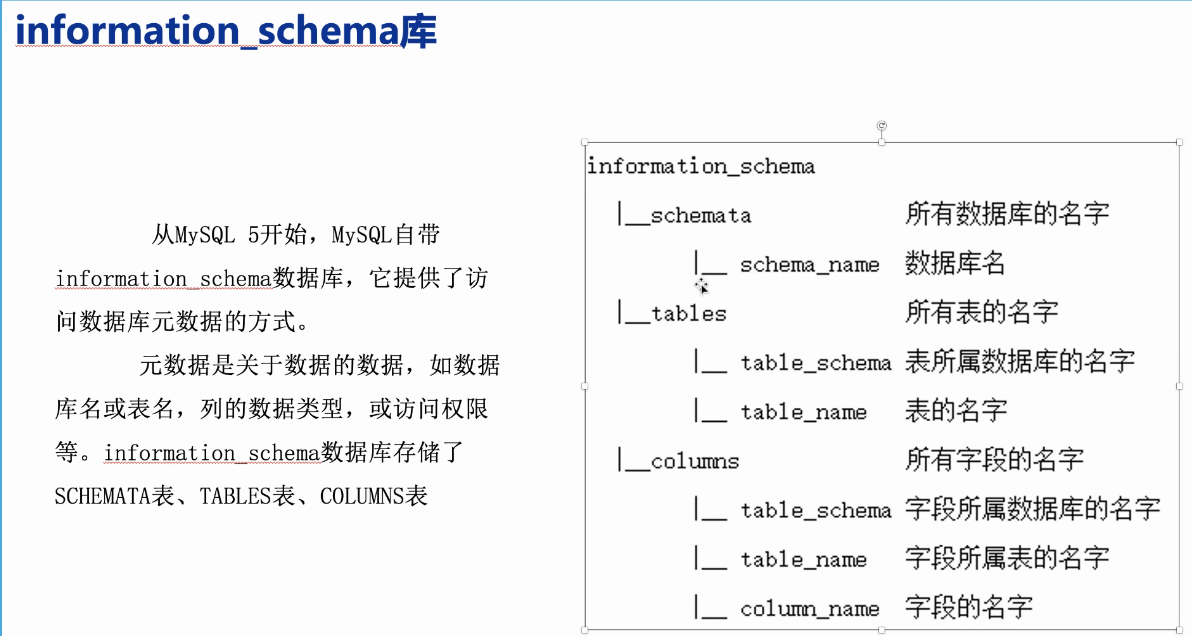 information_schema库
从MySQL 5开始，MySQL自带
information_schema数据库，它提供了访
问数据库元数据的方式。
元数据是关于数据的数据，如数据
库名或表名，列的数据类型，或访问权限
等。information_schema数据库存储了
SCHEMATA表、TABLES表、COLUMNS表
information_schema
|__schemata 所有数据库的名字
|__ schema_name 数据库名
|__tables 所有表的名字
|__ table_schema 表所属数据库的名字
|__ table_name 表的名字
|__columns 所有字段的名字
|__ table_schema 字段所属数据库的名字
|__ table_name 字段所属表的名字
|__ column_name 字段的名字